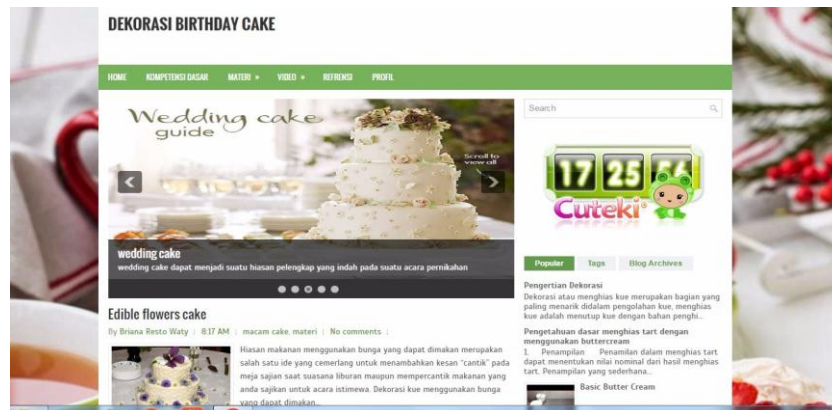 DEKORASI BIRTHDAY CAKE
HOME KOMPETENSI DASAR MATERI » VIDEO » REFRENSI PROFIL
Wedding cake
guide
Scroll to
view all
wedding cake
wedding cake dapat menjadi suatu hiasan pelengkap yang indah pada suatu acara pernikahan
Edible flowers cake
By Briana Resto Waty : 8:17 AM : macam cake, materi : No comments :
Hiasan makanan menggunakan bunga yang dapat dimakan merupakan
salah satu ide yang cemerlang untuk menambahkan kesan "cantik" pada
meja sajian saat suasana liburan maupun mempercantik makanan yang
anda sajikan untuk acara istimewa. Dekorasi kue menggunakan bunga
yang dapat dimakan...
Search
17 25 56
Cuteki
Popular Tags Blog Archives
Pengertian Dekorasi
Dekorasi atau menghias kue merupakan bagian yang
paling menarik didalam pengolahan kue, menghias
kue adalah menutup kue dengan bahan penghi...
Pengetahuan dasar menghias tart dengan
menggunakan buttercream
1. Penampilan Penamilan dalam menghias tart
dapat menentukan nilai nominal dari hasil menghias
tart. Penampilan yang sederhana...
Basic Butter Cream